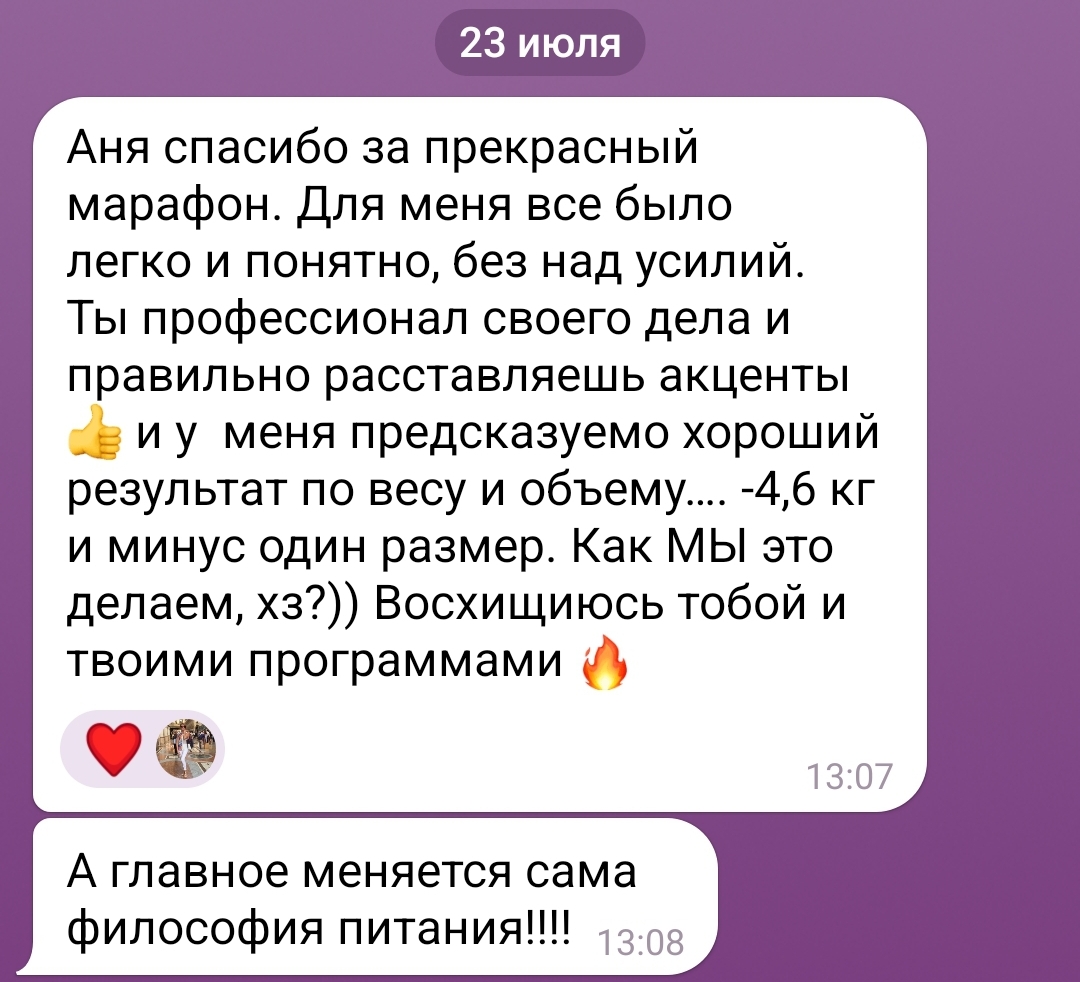 23 июля
Аня спасибо за прекрасный
марафон. Для меня все было
легко и понятно, без над усилий.
Ты профессионал своего дела и
правильно расставляешь акценты
👍 и у  меня предсказуемо хороший
результат по весу и объему.... -4,6 кг
и минус один размер. Как МЫ это
делаем, хз?)) Восхищиюсь тобой и
твоими программами 🔥
13:07
А главное меняется сама
философия питания!!!! 13:08